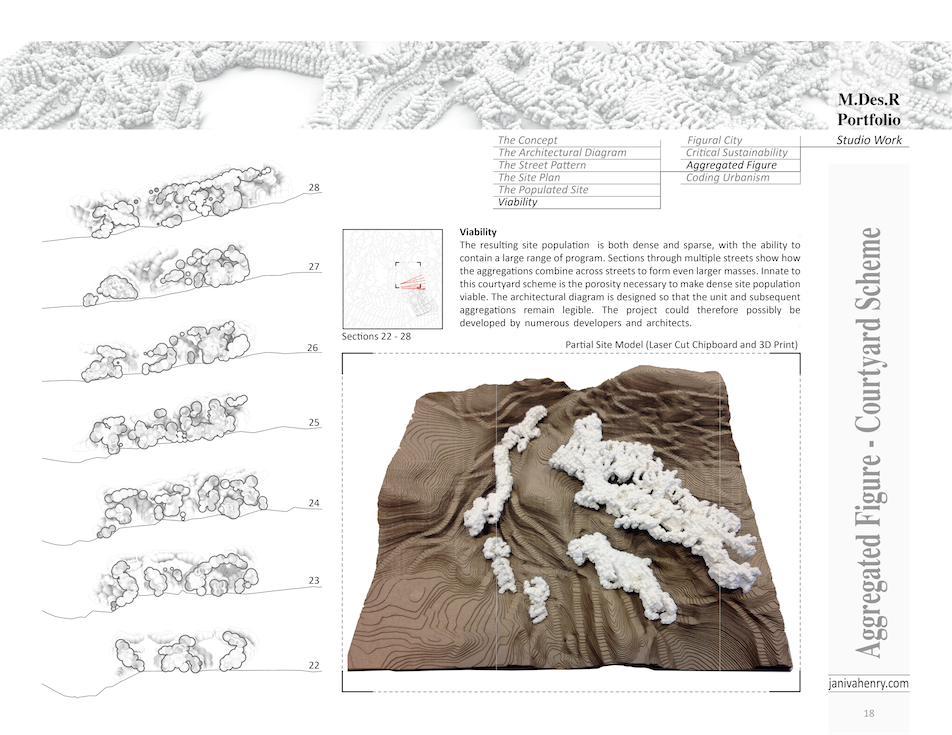 M.Des.R
Portfolio
Studio Work
The Concept
The Architectural Diagram
The Street Pattern
The Site Plan
The Populated Site
Viability
Figural City
Critical Sustainability
Aggregated Figure
Coding Urbanism
28
27
26
25
24
23
22
Sections 22 - 28
Viability
The resulting site population is both dense and sparse, with the ability to
contain a large range of program. Sections through multiple streets show how
the aggregations combine across streets to form even larger masses. Innate to
this courtyard scheme is the porosity necessary to make dense site population
viable. The architectural diagram is designed so that the unit and subsequent
aggregations remain legible. The project could therefore possibly be
developed by numerous developers and architects.
Partial Site Model (Laser Cut Chipboard and 3D Print)
Aggregated Figure - Courtyard Scheme
janivahenry.com
18